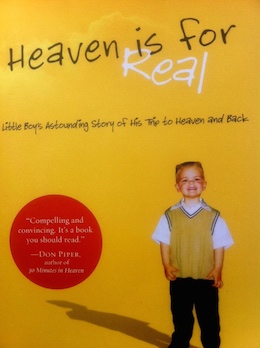 Heaven is for
Real
Little Boy's Astounding Story of His Trip to Heaven and Back
“Compelling and
convincing. It's a book
you should read.”
—DON PIPER,
author of
90 Minutes in Heaven